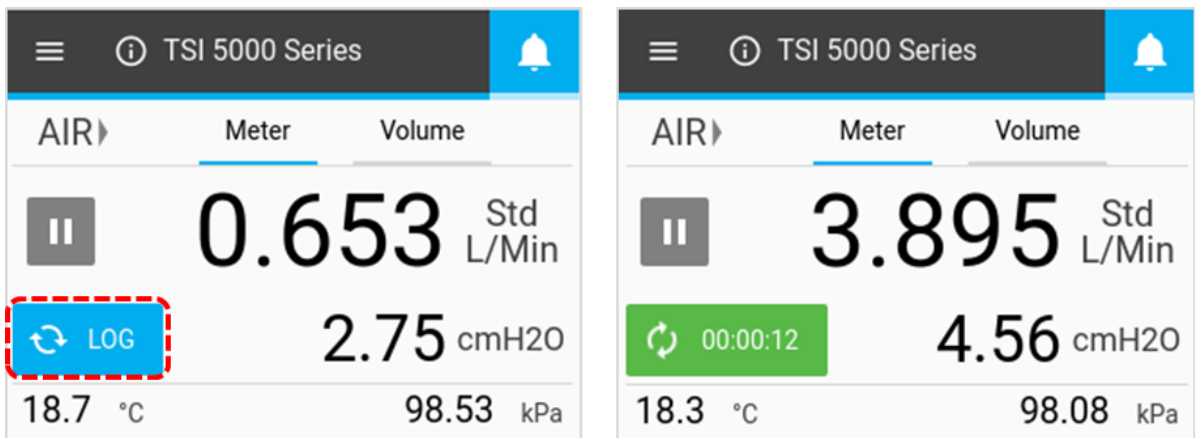 TSI 5000 Series
AIR Meter Volume
0.653 Std L/Min
LOG 2.75 cmH2O
18.7 °C 98.53 kPa
TSI 5000 Series
AIR Meter Volume
3.895 Std L/Min
00:00:12 4.56 cmH2O
18.3 °C 98.08 kPa